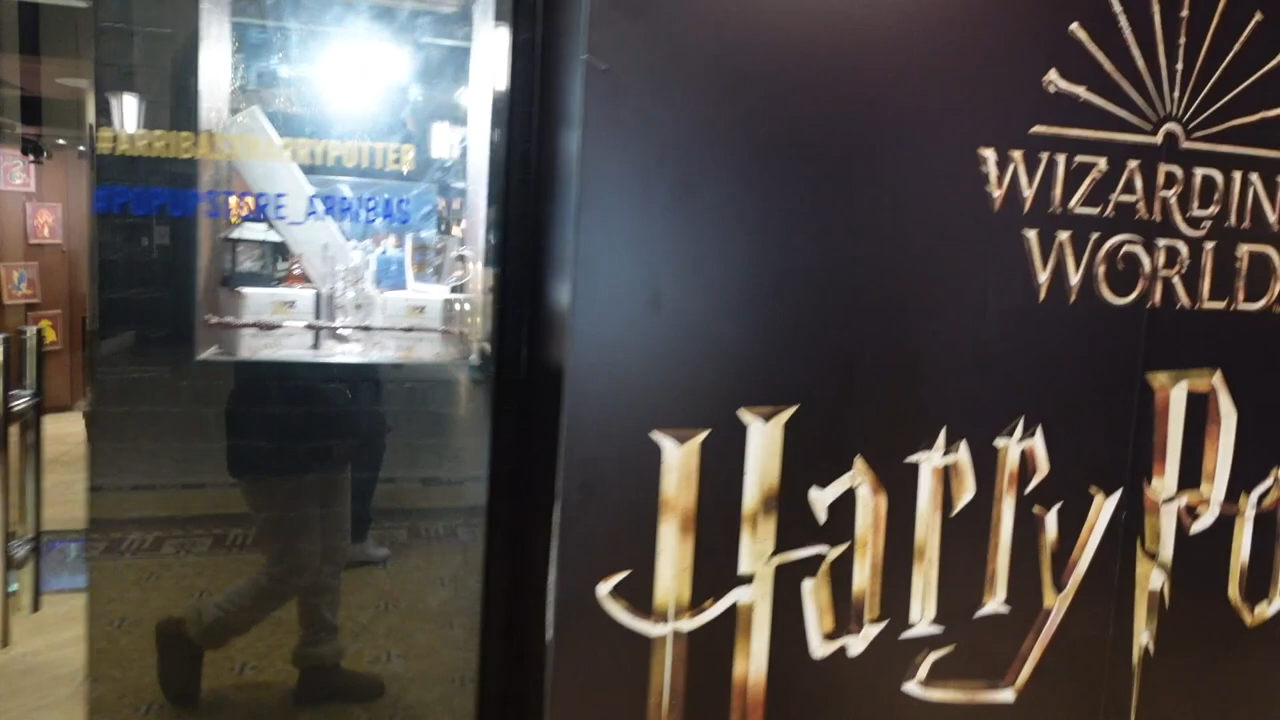 #ARRIBASXHARRYPOTTER
#POPUPSTORE_ARRIBAS
WIZARDIN
WORLD
Harry Po